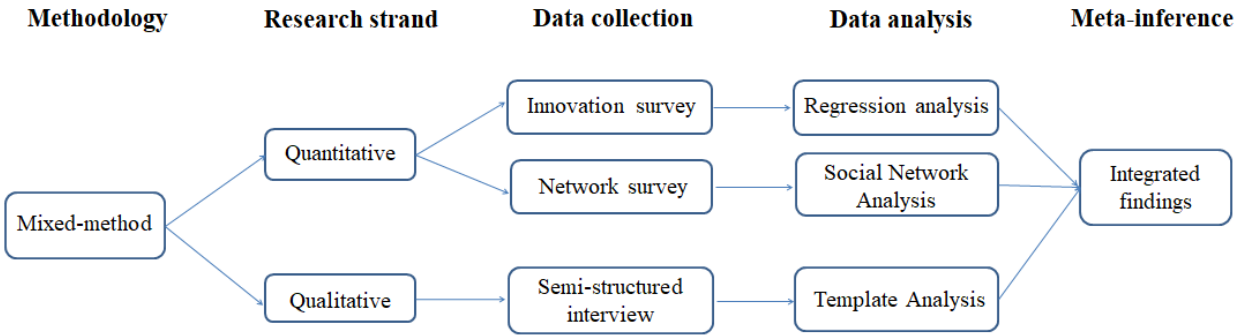 Methodology Research strand Data collection Data analysis Meta-inference
Innovation survey
Regression analysis
Quantitative
Network survey
Social Network
Analysis
Integrated
findings
Mixed-method
Qualitative
Semi-structured
interview
Template Analysis